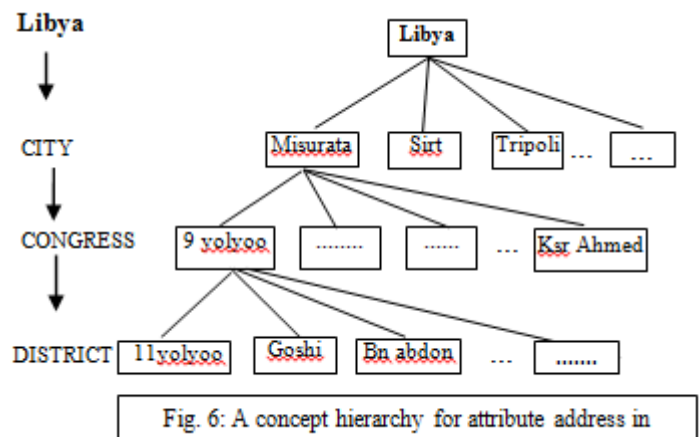 Libya
Libya
CITY
Misurata
Sirt
Tripoli
...
...
CONGRESS
9 yolyoo
........
......
...
Ksr Ahmed
DISTRICT
11yolyoo
Goshi
Bn abdon
...
.......
Fig. 6: A concept hierarchy for attribute address in